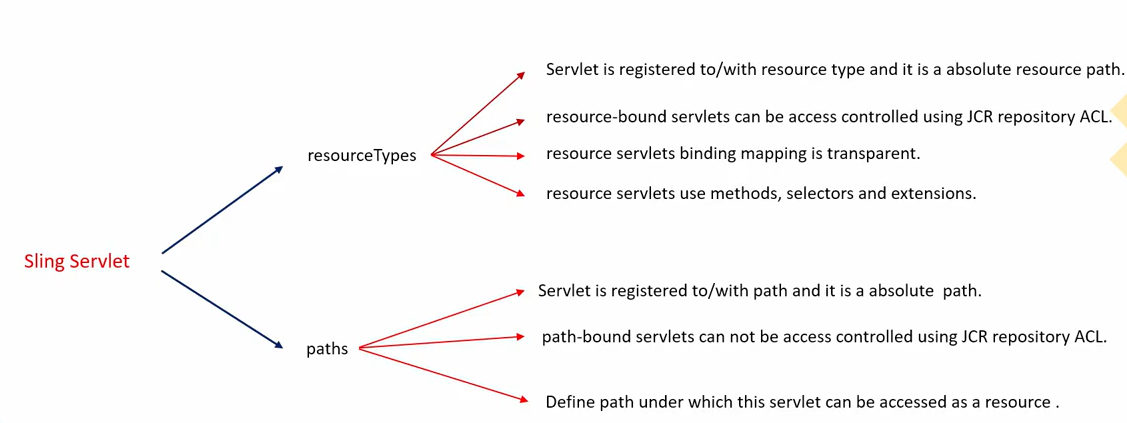 Servlet is registered to/with resource type and it is a absolute resource path.
resource-bound servlets can be access controlled using JCR repository ACL.
resourceTypes
resource servlets binding mapping is transparent.
resource servlets use methods, selectors and extensions.
Sling Servlet
Servlet is registered to/with path and it is a absolute path.
path-bound servlets can not be access controlled using JCR repository ACL.
paths
Define path under which this servlet can be accessed as a resource .